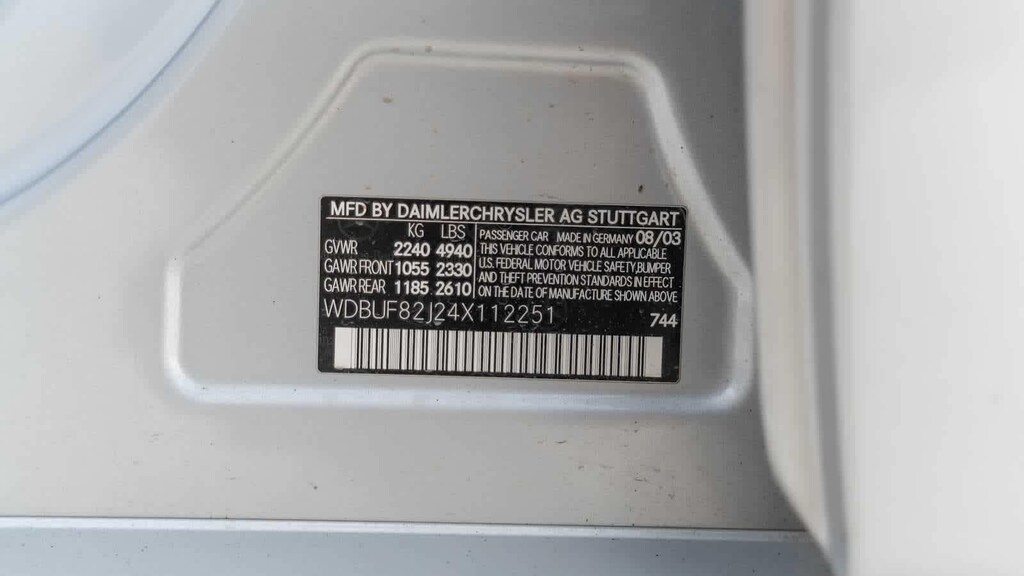 MFD BY DAIMLERCHRYSLER AG STUTTGART
KG LBS
GVWR 2240 4940
GAWR FRONT 1055 2330
GAWR REAR 1185 2610
PASSENGER CAR MADE IN GERMANY 08/03
THIS VEHICLE CONFORMS TO ALL APPLICABLE
U.S. FEDERAL MOTOR VEHICLE SAFETY,BUMPER
AND THEFT PREVENTION STANDARDS IN EFFECT
ON THE DATE OF MANUFACTURE SHOWN ABOVE
WDBUF82J24X112251
744